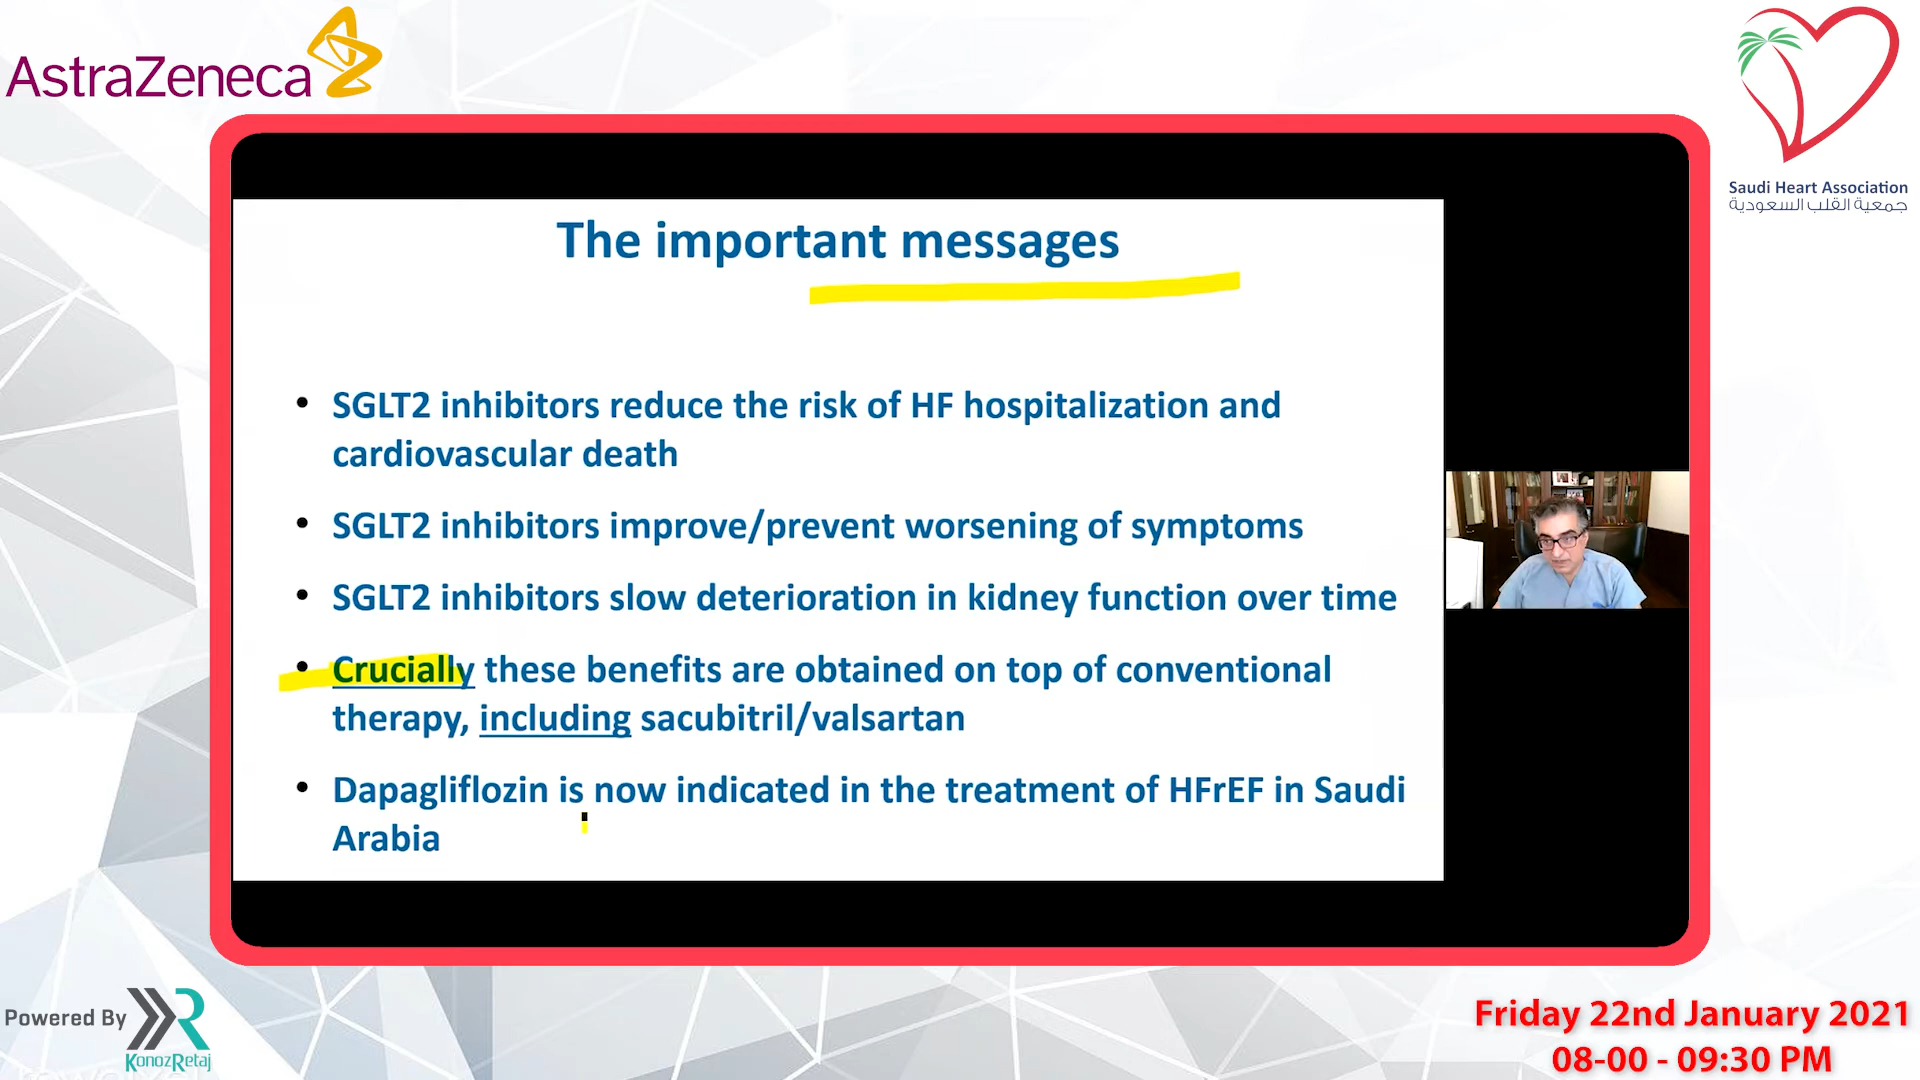 AstraZeneca
Saudi Heart Association
جمعية القلب السعودية
The important messages
• SGLT2 inhibitors reduce the risk of HF hospitalization and
cardiovascular death
• SGLT2 inhibitors improve/prevent worsening of symptoms
• SGLT2 inhibitors slow deterioration in kidney function over time
• Crucially these benefits are obtained on top of conventional
therapy, including sacubitril/valsartan
• Dapagliflozin is now indicated in the treatment of HFrEF in Saudi
Arabia
Powered By
KonozRetaj
Friday 22nd January 2021
08-00 - 09:30 PM